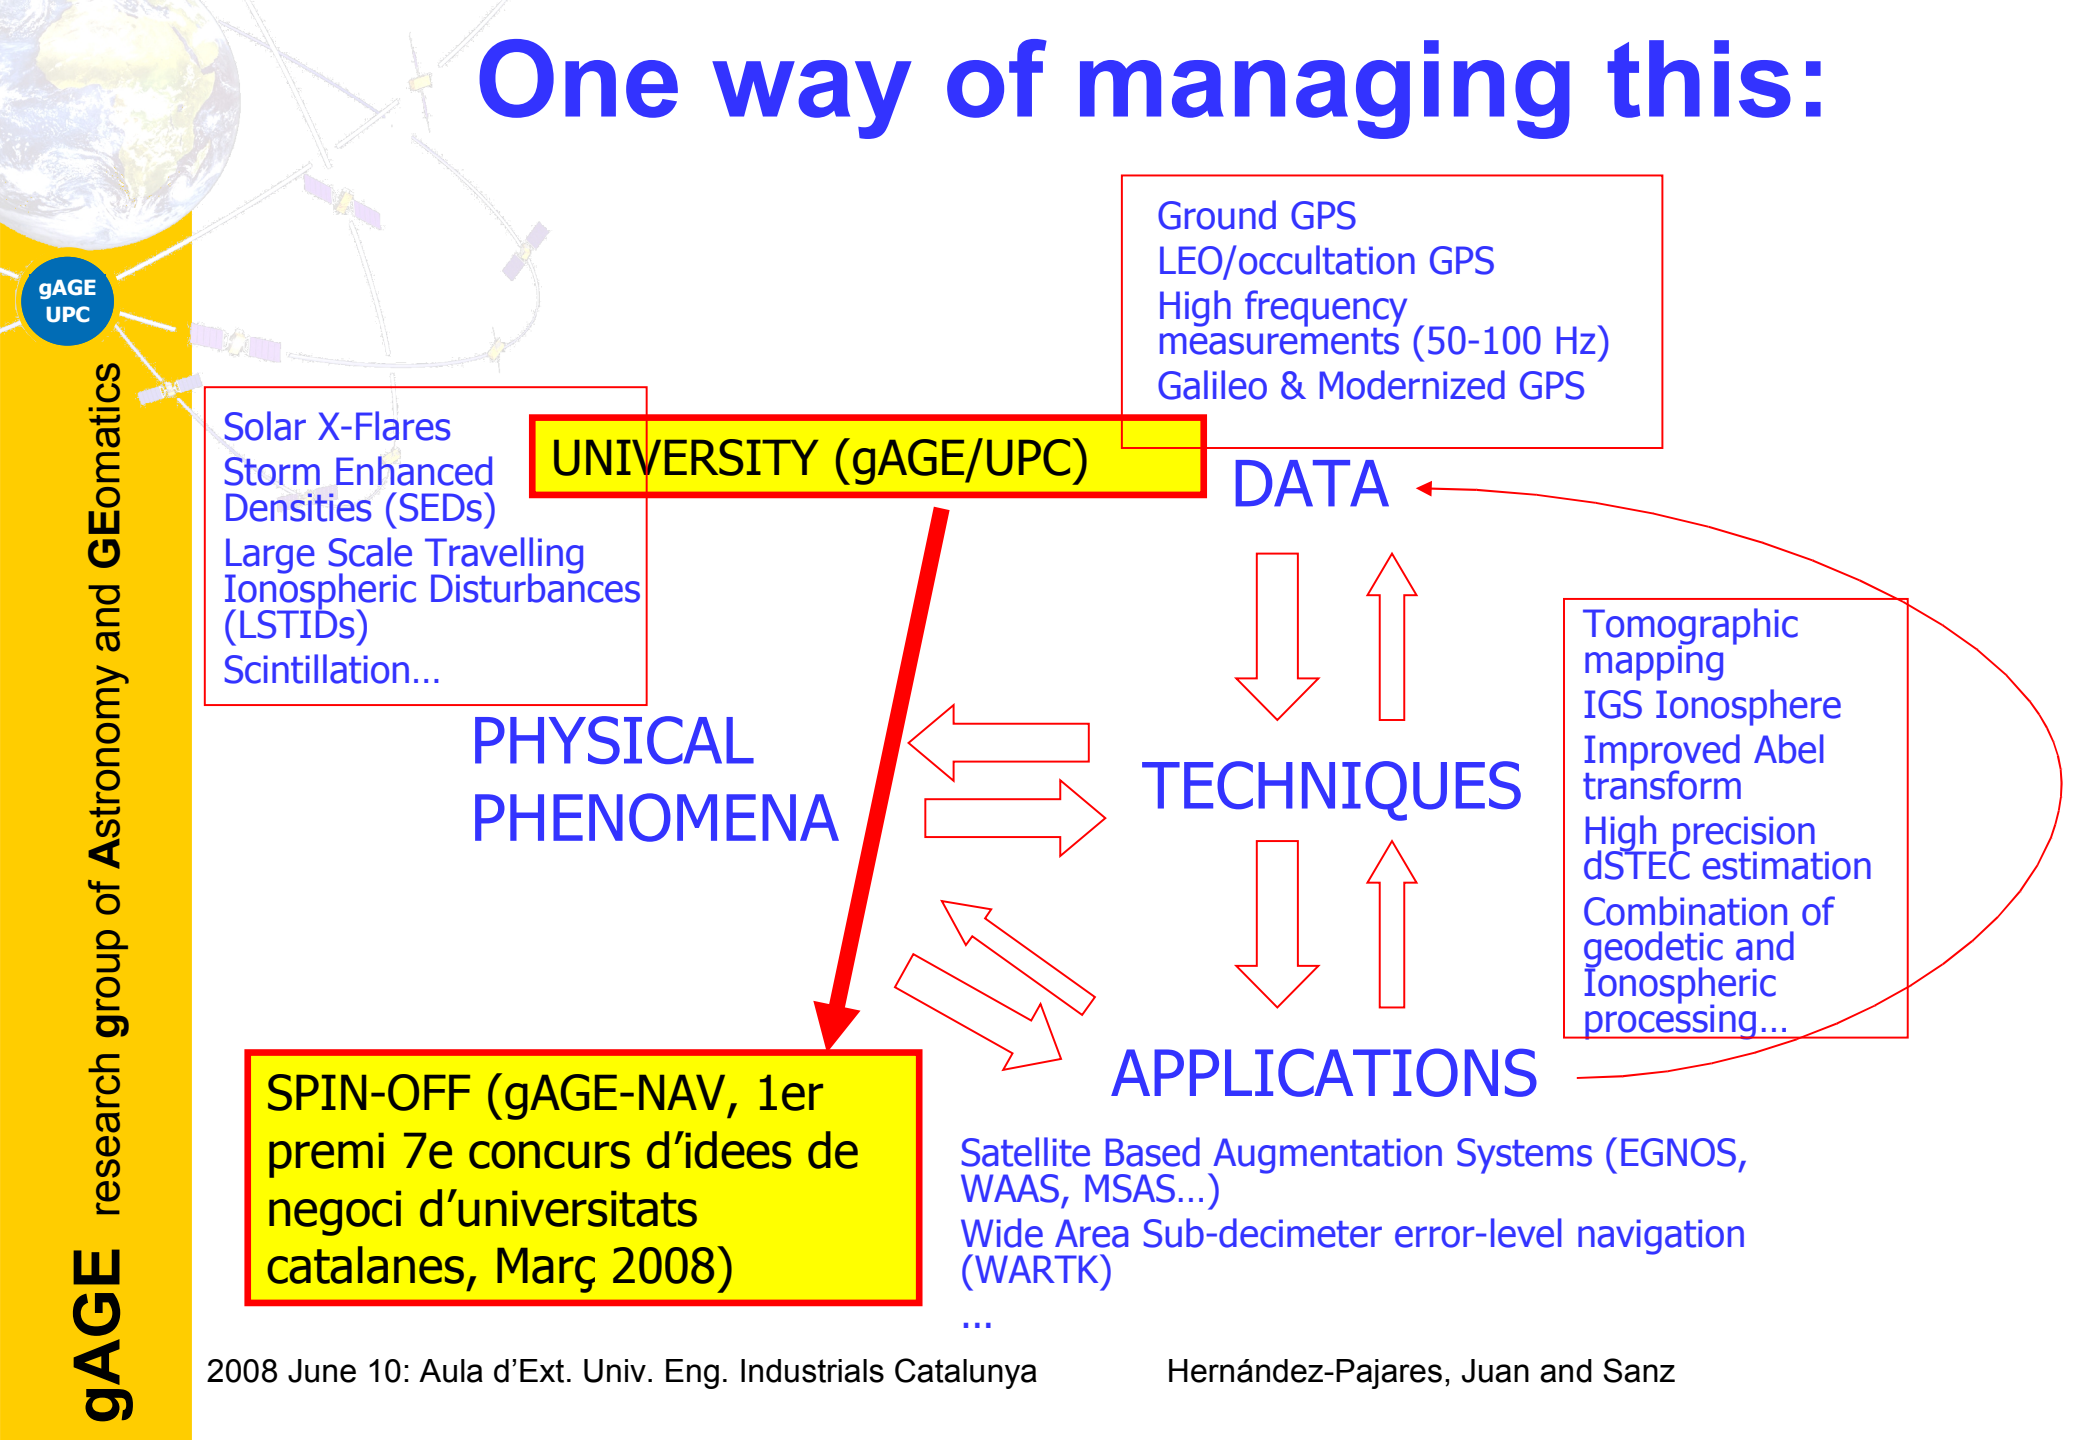 One way of managing this:
Ground GPS
LEO/occultation GPS
High frequency
measurements (50-100 Hz)
Galileo & Modernized GPS
gAGE
UPC
Solar X-Flares
Storm Enhanced
Densities (SEDs)
Large Scale Travelling
Ionospheric Disturbances
(LSTIDs)
Scintillation…
UNIVERSITY (gAGE/UPC)
DATA
Tomographic
mapping
IGS Ionosphere
Improved Abel
transform
High precision
dSTEC estimation
Combination of
geodetic and
Ionospheric
processing…
PHYSICAL
PHENOMENA
TECHNIQUES
APPLICATIONS
SPIN-OFF (gAGE-NAV, 1er
premi 7e concurs d’idees de
negoci d’universitats
catalanes, Març 2008)
Satellite Based Augmentation Systems (EGNOS,
WAAS, MSAS…)
Wide Area Sub-decimeter error-level navigation
(WARTK)
…
gAGE research group of Astronomy and GEomatics
2008 June 10: Aula d’Ext. Univ. Eng. Industrials Catalunya
Hernández-Pajares, Juan and Sanz